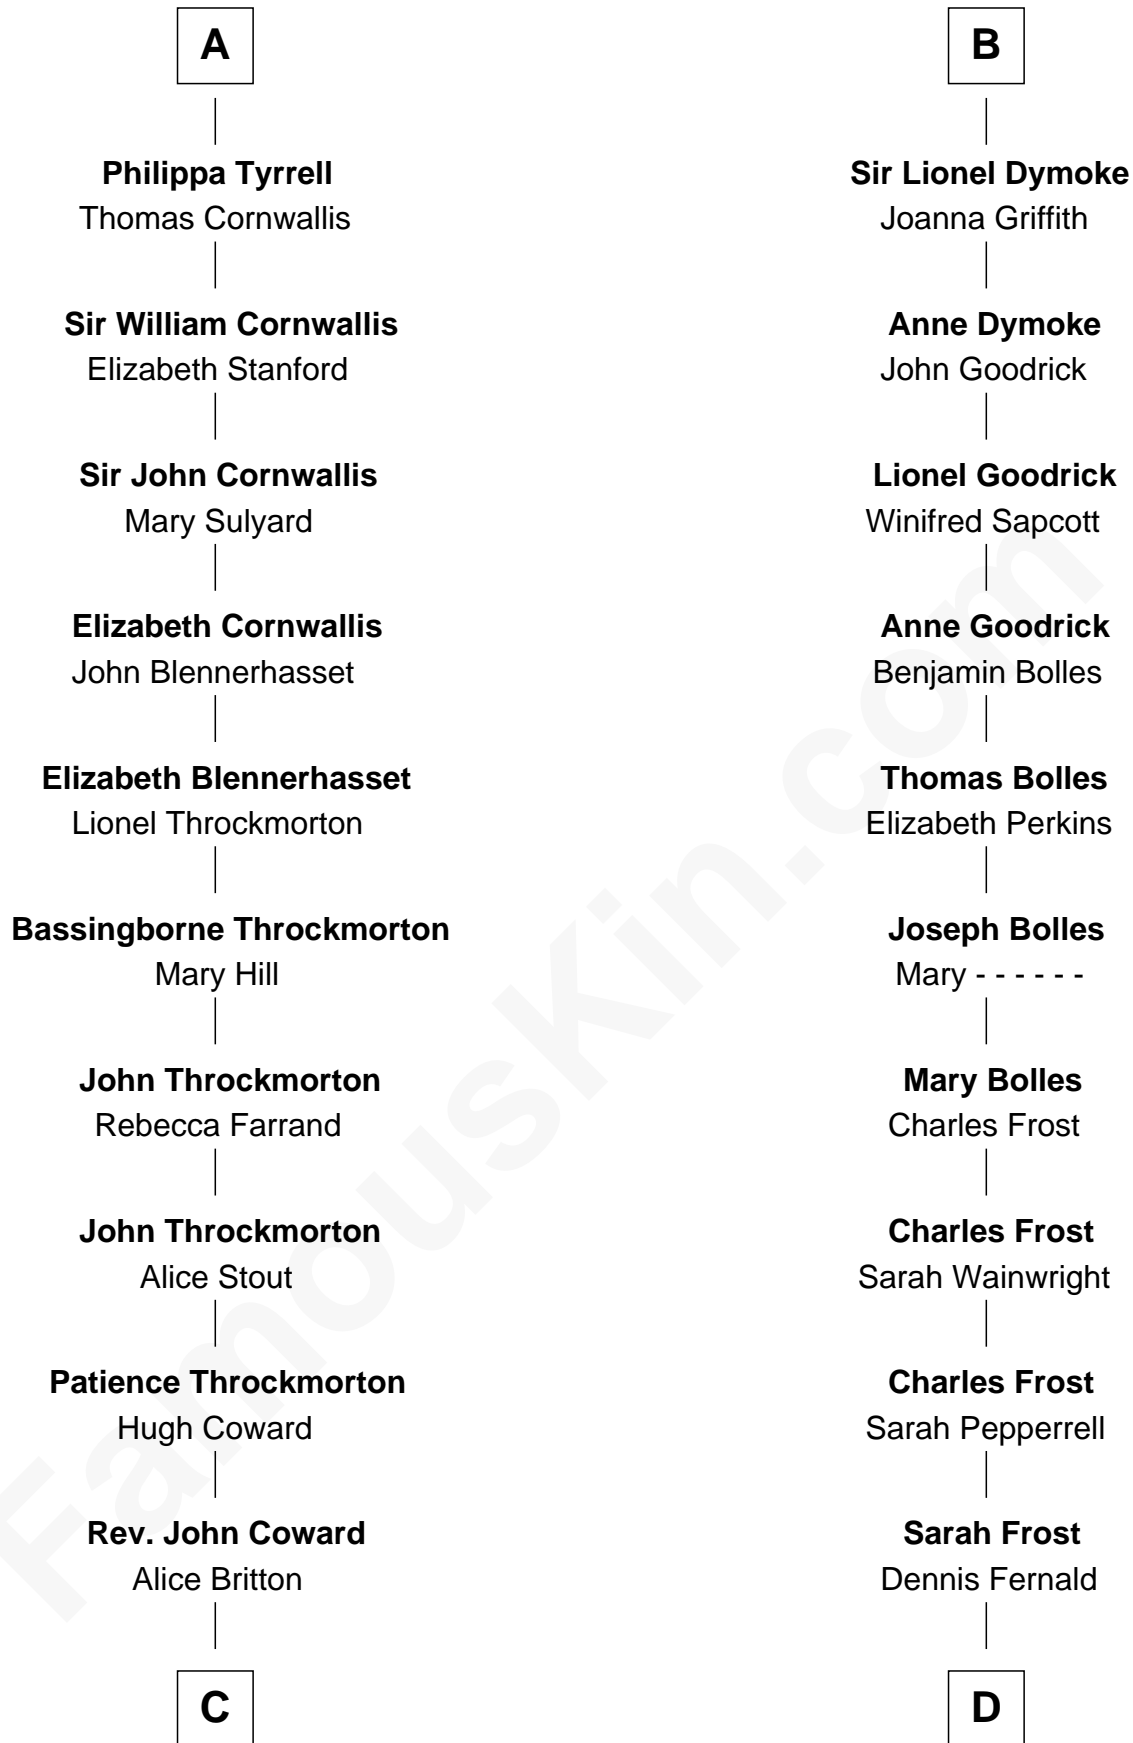 A
Philippa Tyrrell
Thomas Cornwallis
Sir William Cornwallis
Elizabeth Stanford
Sir John Cornwallis
Mary Sulyard
Elizabeth Cornwallis
John Blennerhasset
Elizabeth Blennerhasset
Lionel Throckmorton
Bassingborne Throckmorton
Mary Hill
John Throckmorton
Rebecca Farrand
John Throckmorton
Alice Stout
Patience Throckmorton
Hugh Coward
Rev. John Coward
Alice Britton
C
B
Sir Lionel Dymoke
Joanna Griffith
Anne Dymoke
John Goodrick
Lionel Goodrick
Winifred Sapcott
Anne Goodrick
Benjamin Bolles
Thomas Bolles
Elizabeth Perkins
Joseph Bolles
Mary - - - - - -
Mary Bolles
Charles Frost
Charles Frost
Sarah Wainwright
Charles Frost
Sarah Pepperrell
Sarah Frost
Dennis Fernald
D
FamousKin.com